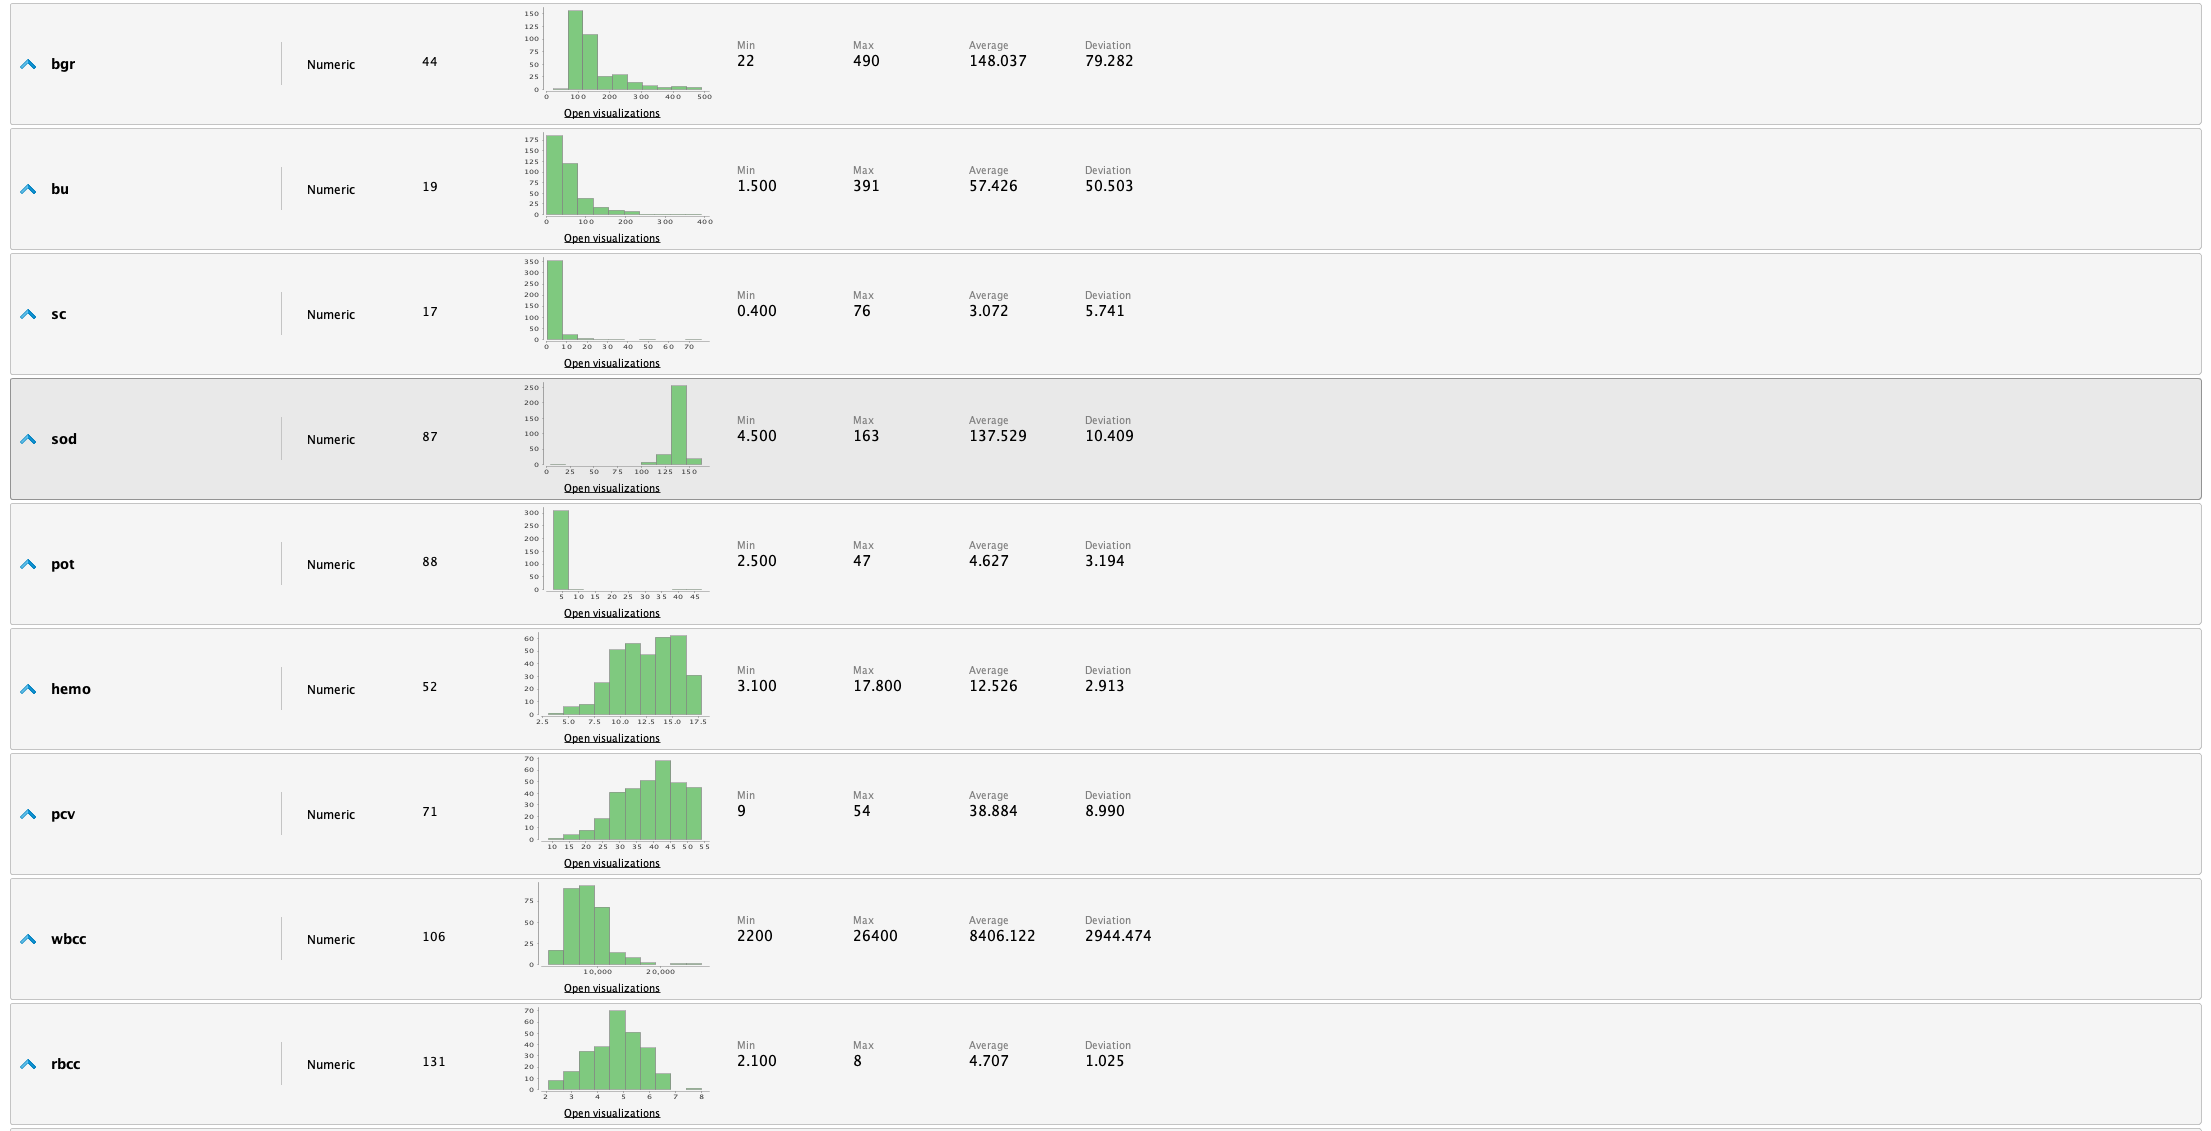 bgr Numeric 44
150
125
100
75
50
25
0
0 100 200 300 400 500
Open visualizations
Min Max Average Deviation
22 490 148.037 79.282
bu Numeric 19
175
150
125
100
75
50
25
0
0 100 200 300 400
Open visualizations
Min Max Average Deviation
1.500 391 57.426 50.503
sc Numeric 17
350
300
250
200
150
100
50
0
0 10 20 30 40 50 60 70
Open visualizations
Min Max Average Deviation
0.400 76 3.072 5.741
sod Numeric 87
250
200
150
100
50
0
0 25 50 75 100 125 150
Open visualizations
Min Max Average Deviation
4.500 163 137.529 10.409
pot Numeric 88
300
250
200
150
100
50
0
5 10 15 20 25 30 35 40 45
Open visualizations
Min Max Average Deviation
2.500 47 4.627 3.194
hemo Numeric 52
60
50
40
30
20
10
0
2.5 5.0 7.5 10.0 12.5 15.0 17.5
Open visualizations
Min Max Average Deviation
3.100 17.800 12.526 2.913
pcv Numeric 71
70
60
50
40
30
20
10
0
10 15 20 25 30 35 40 45 50 55
Open visualizations
Min Max Average Deviation
9 54 38.884 8.990
wbcc Numeric 106
75
50
25
0
10,000 20,000
Open visualizations
Min Max Average Deviation
2200 26400 8406.122 2944.474
rbcc Numeric 131
70
60
50
40
30
20
10
0
2 3 4 5 6 7 8
Open visualizations
Min Max Average Deviation
2.100 8 4.707 1.025